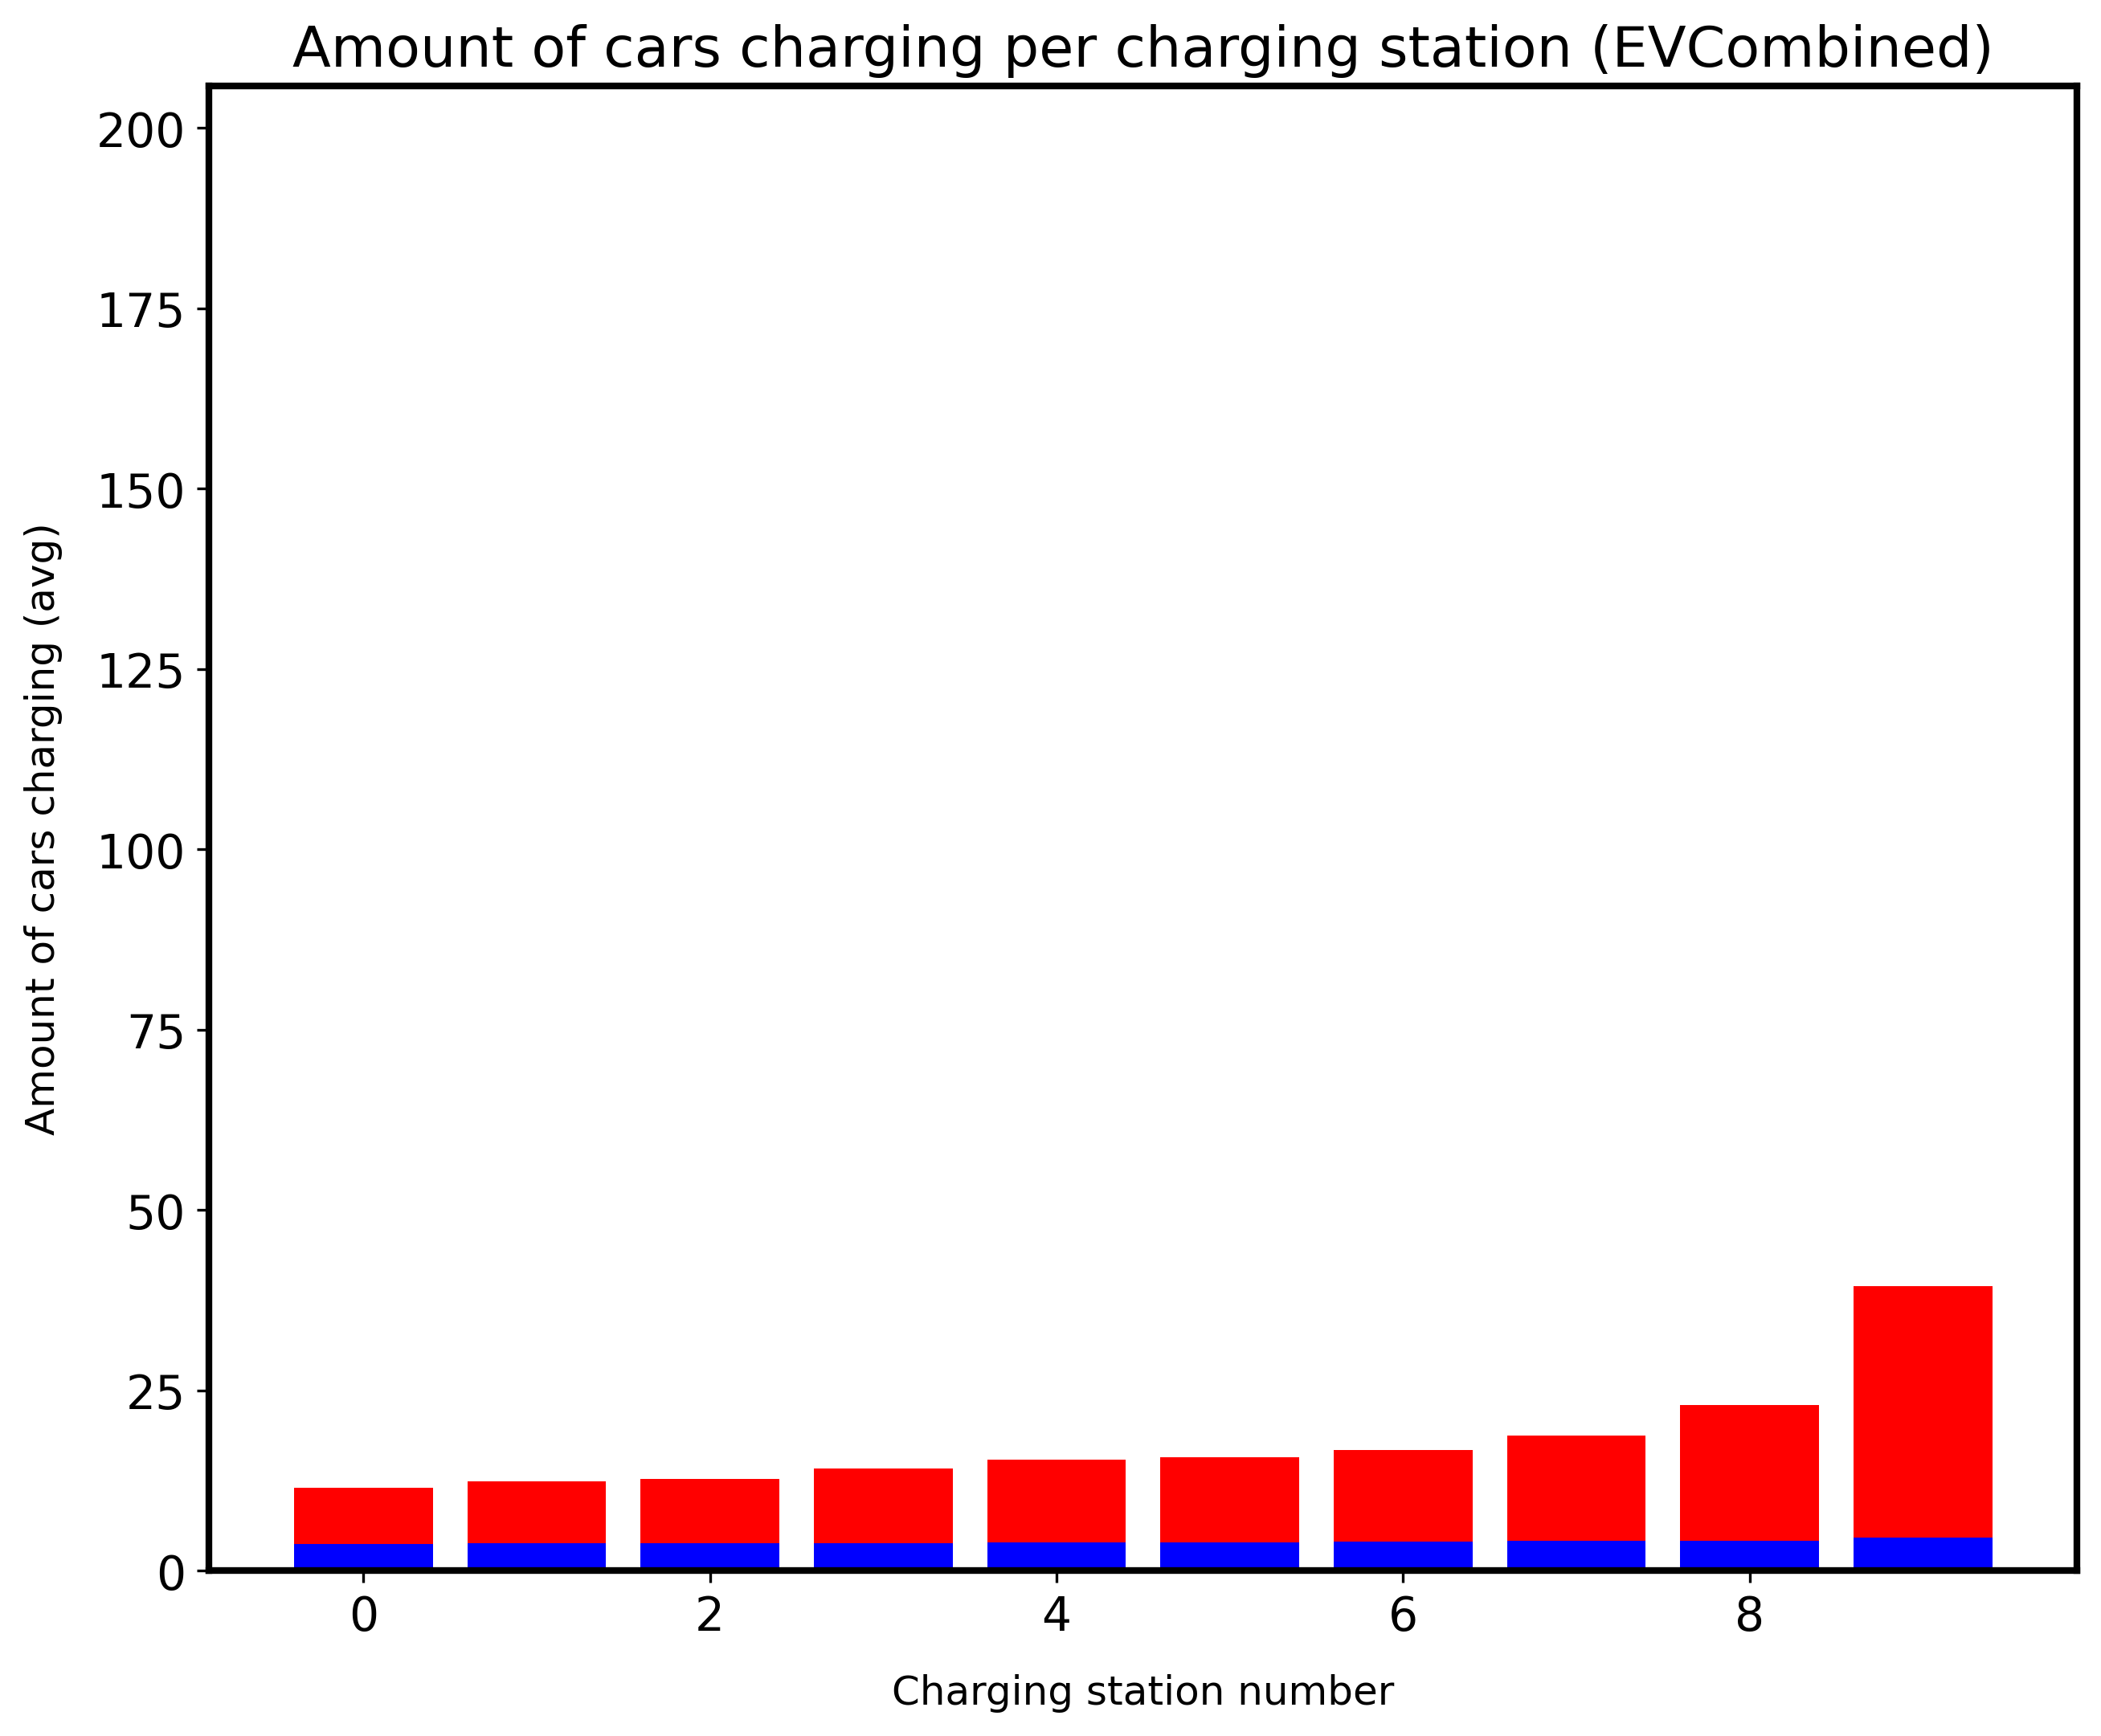 Amount of cars charging per charging station (EVCombined)
Amount of cars charging (avg)
200
175
150
125
100
75
50
25
0
0 2 4 6 8
Charging station number